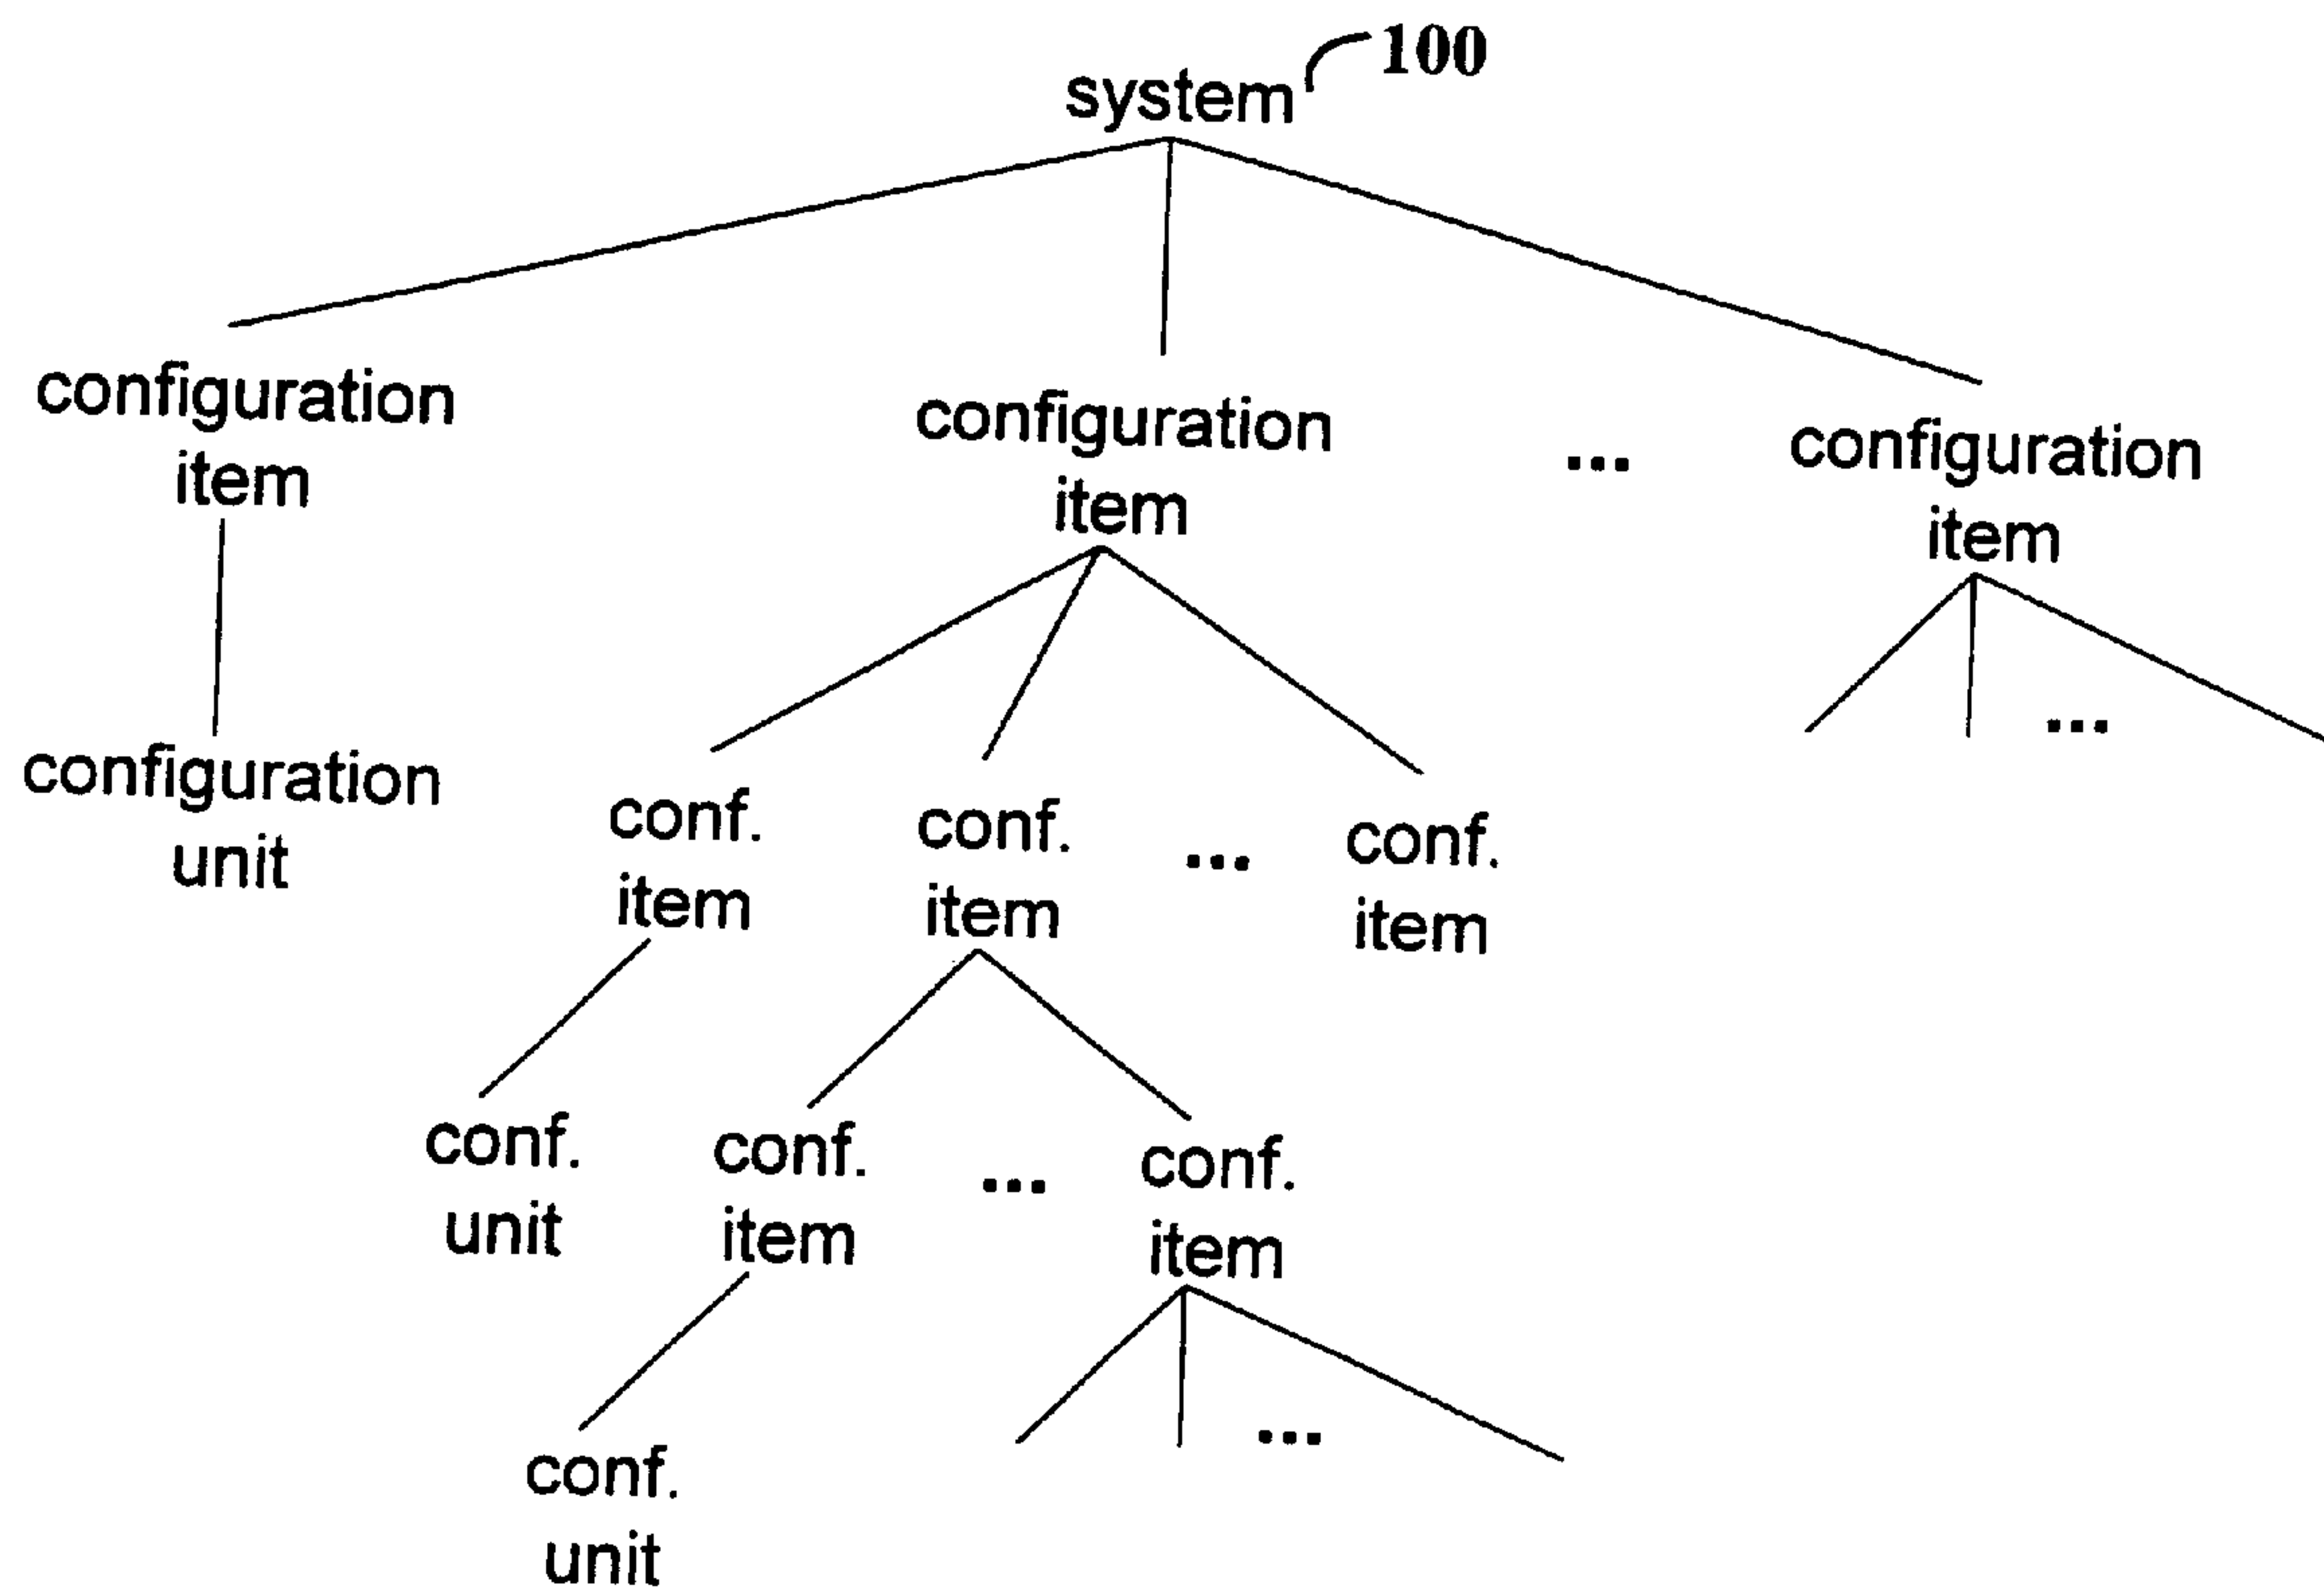 100
system
configuration
item
configuration
item
...
configuration
item
...
configuration
unit
conf.
item
conf.
item
...
conf.
item
conf.
unit
conf.
item
...
conf.
item
...
conf.
unit